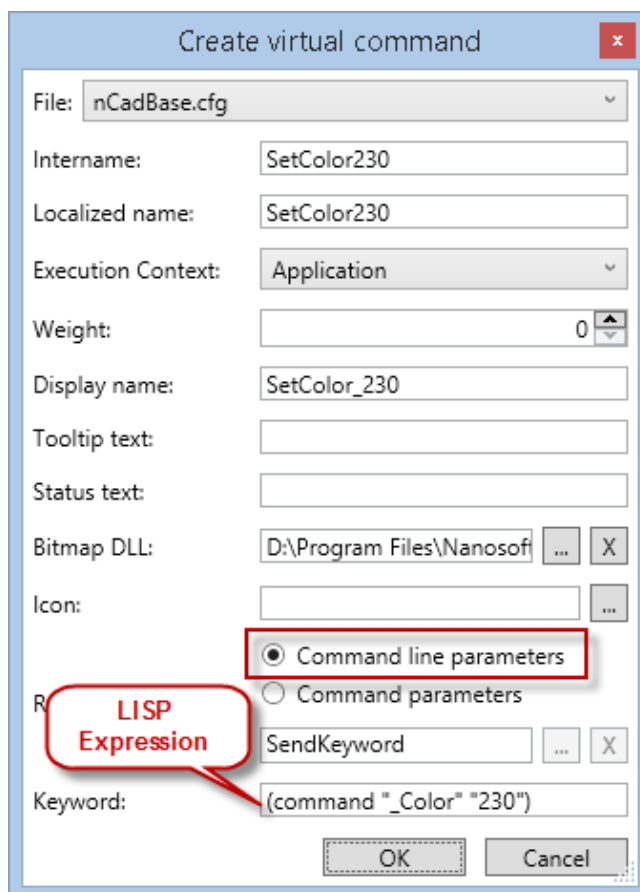 Create virtual command
x
File: nCadBase.cfg
Intername: SetColor230
Localized name: SetColor230
Execution Context: Application
Weight: 0
Display name: SetColor_230
Tooltip text:
Status text:
Bitmap DLL: D:\Program Files\Nanosoft ... X
Icon: ...
Command line parameters
Command parameters
R
LISP
Expression
SendKeyword ... X
Keyword: (command "_Color" "230")
OK Cancel